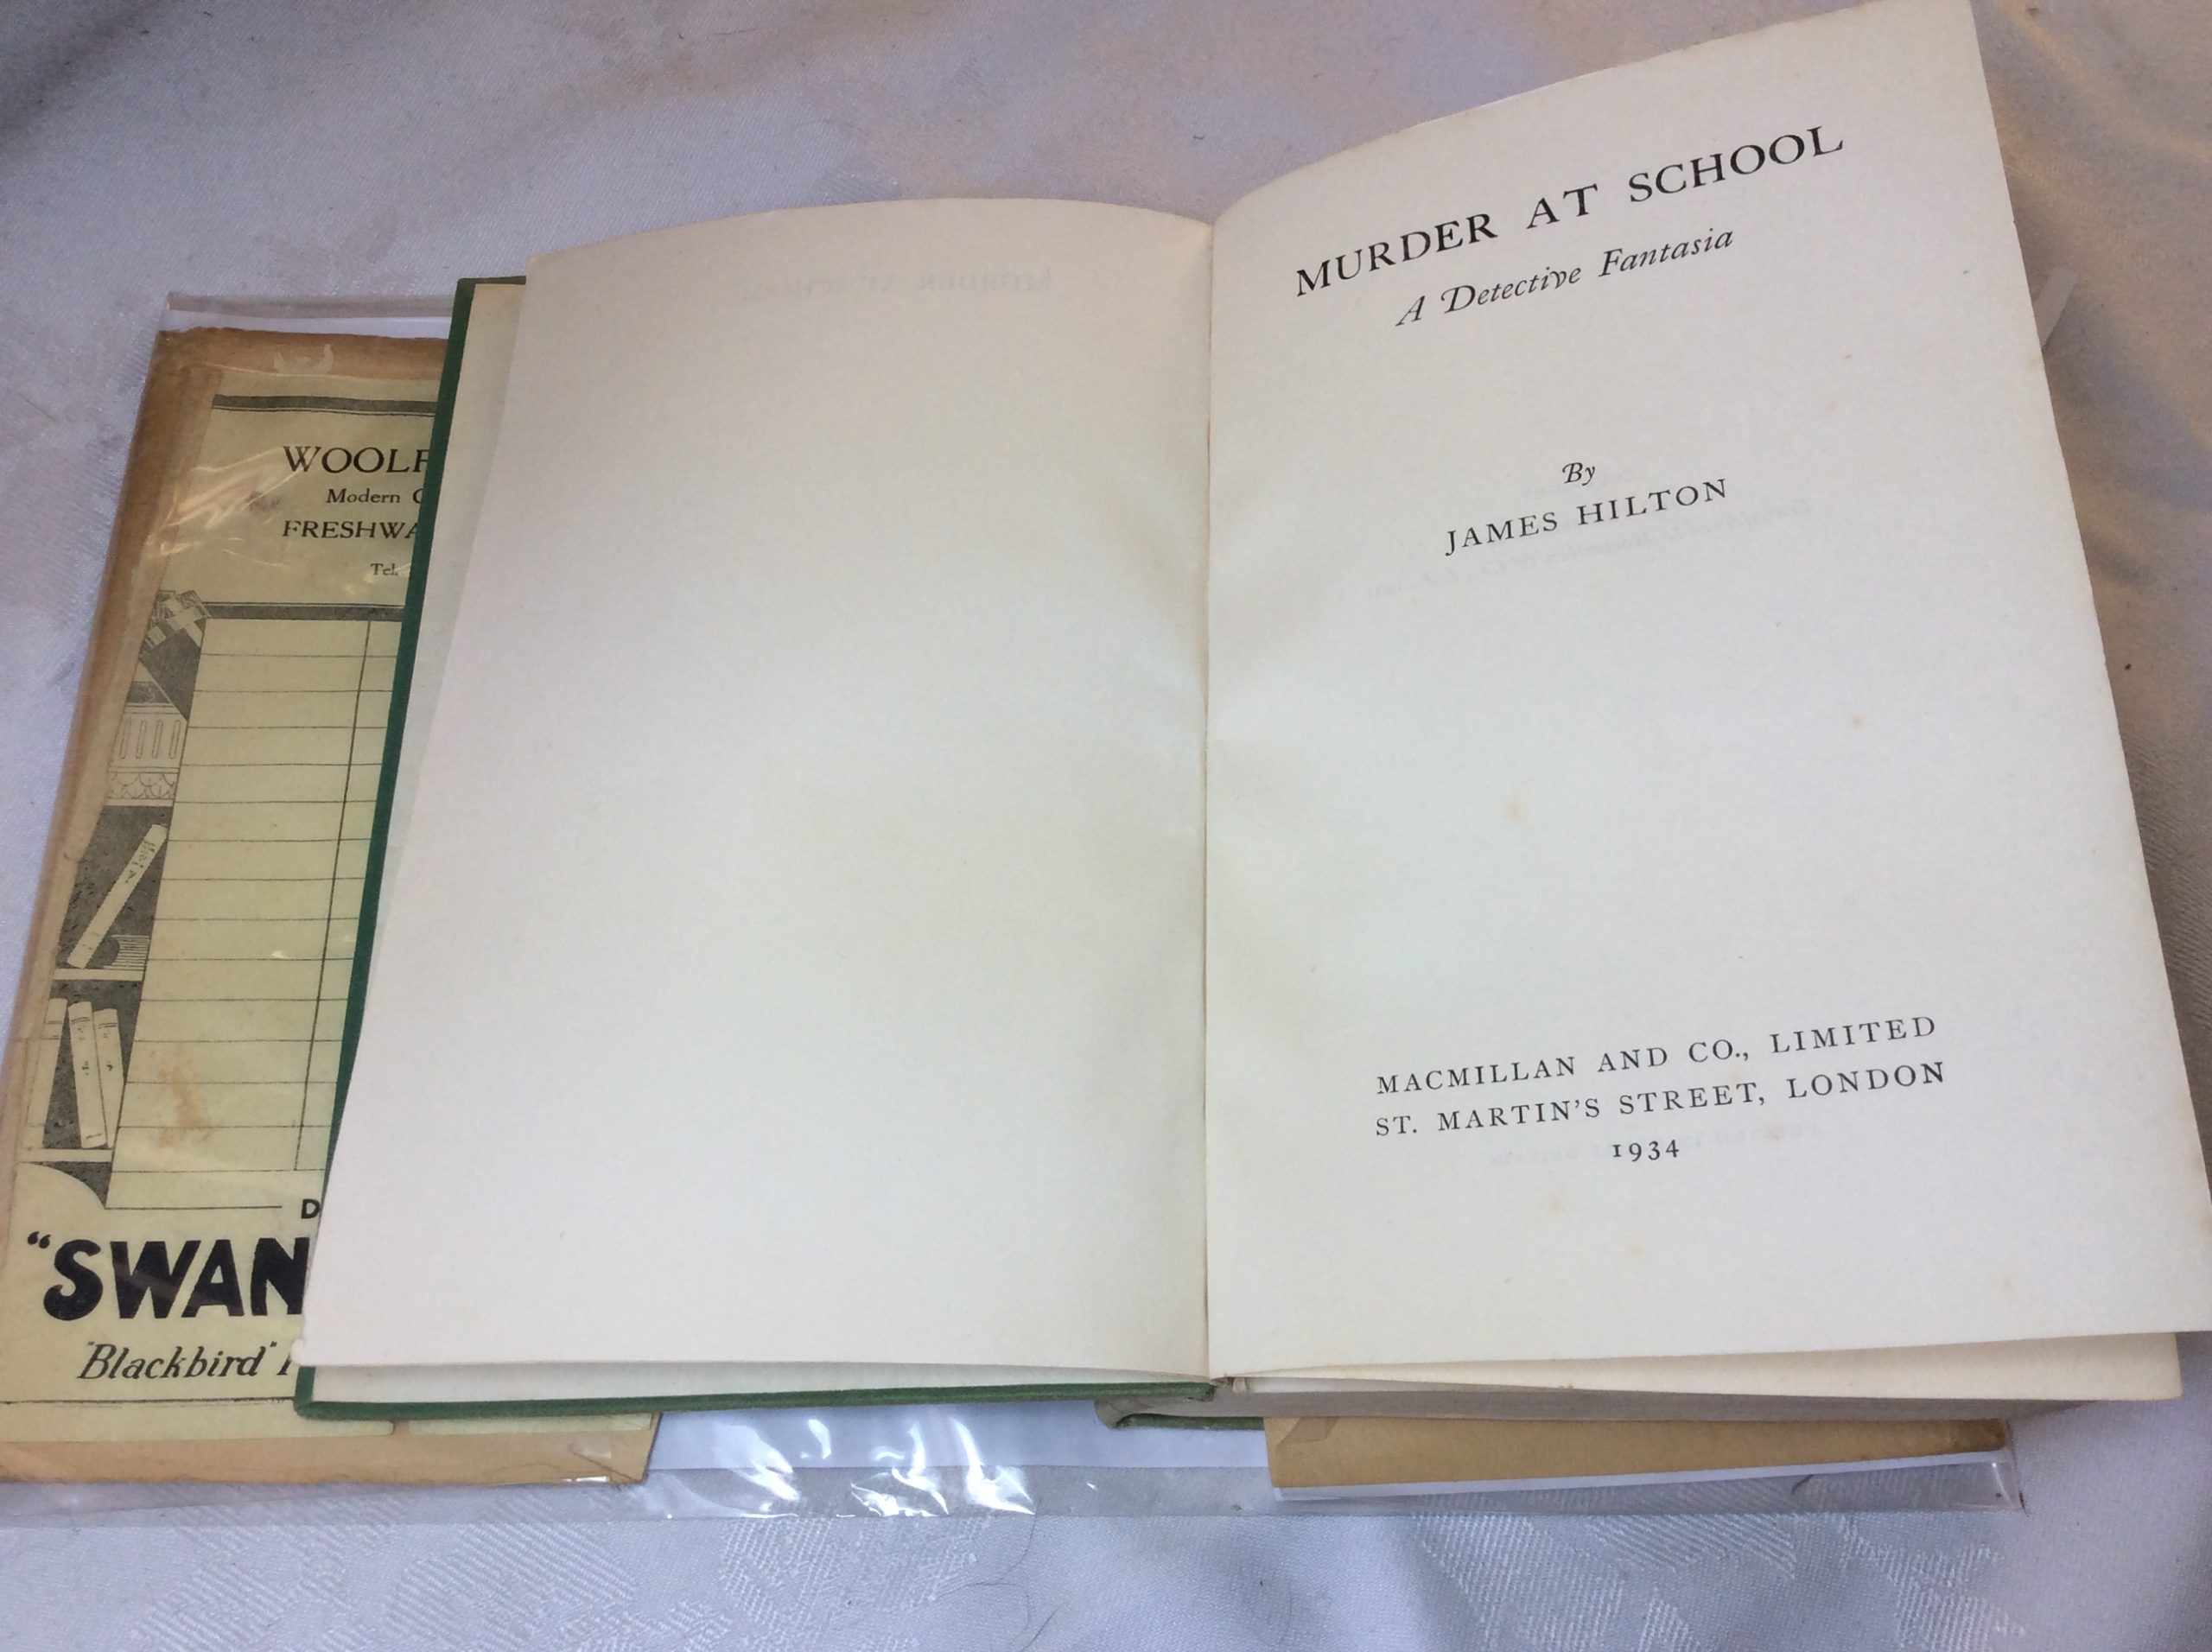 WOOLF
Modern
FRESHWA
Tel.
D
"SWAN
"Blackbird"
MURDER AT SCHOOL
A Detective Fantasia
By
JAMES HILTON
MACMILLAN AND CO., LIMITED
ST. MARTIN'S STREET, LONDON
1934